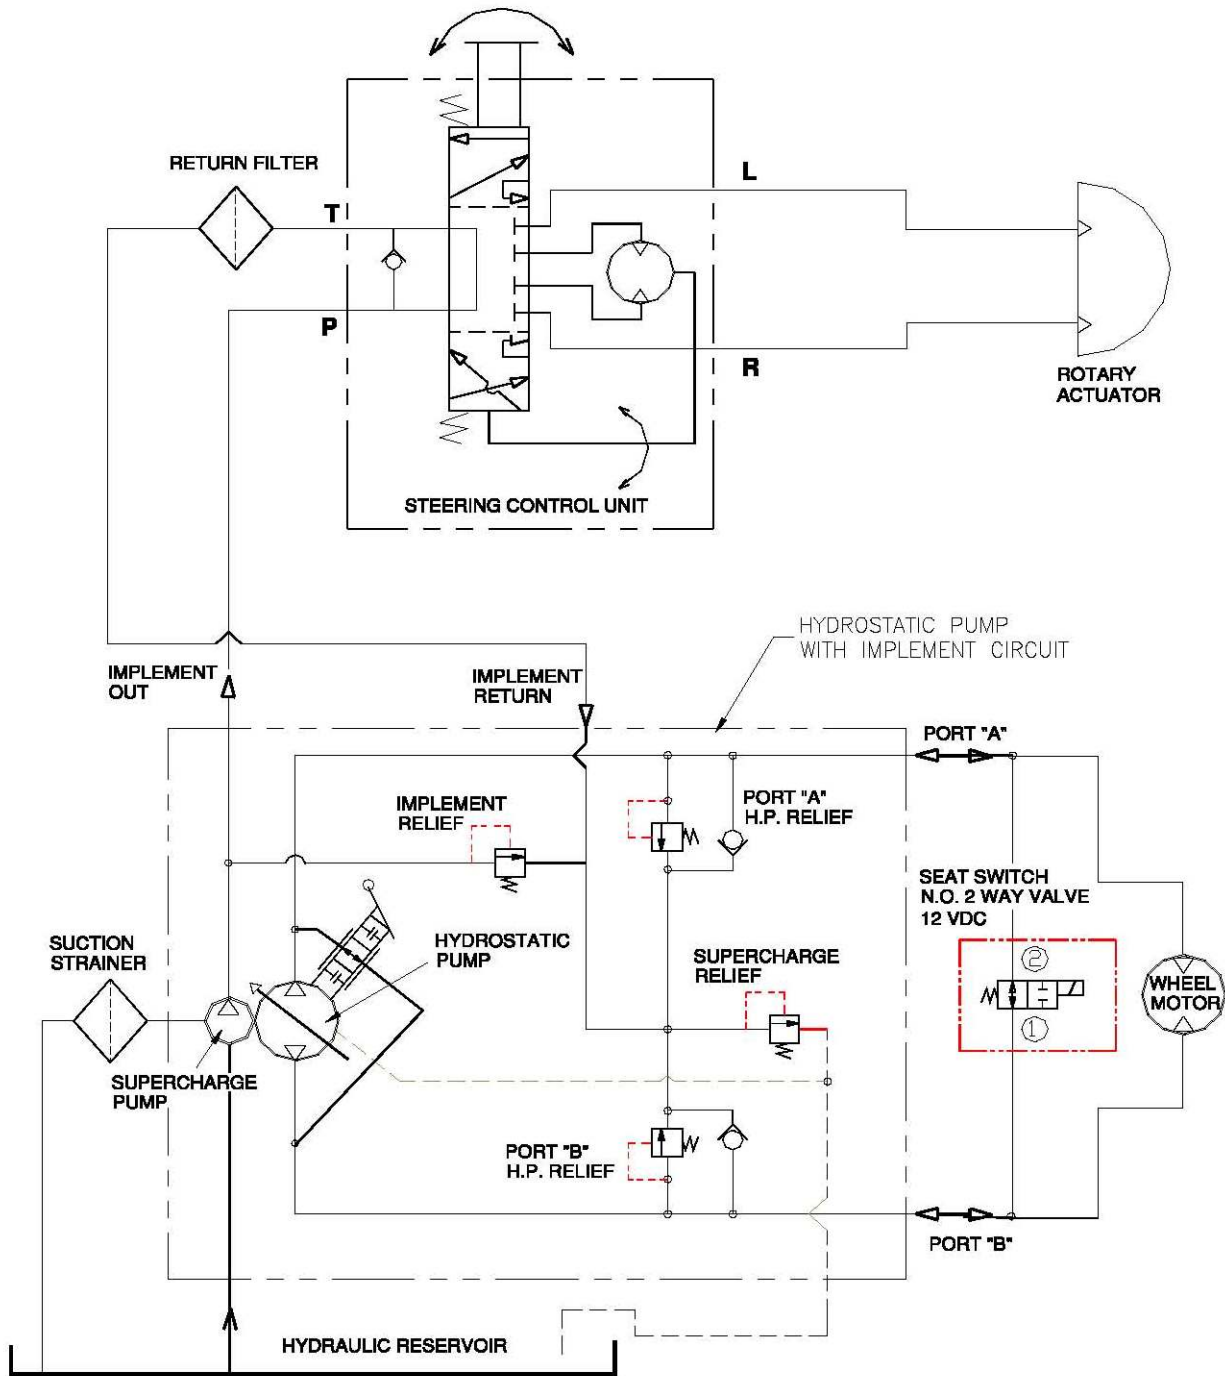 RETURN FILTER
T
P
L
R
ROTARY
ACTUATOR
STEERING CONTROL UNIT
HYDROSTATIC PUMP
WITH IMPLEMENT CIRCUIT
IMPLEMENT
OUT
IMPLEMENT
RETURN
PORT "A"
IMPLEMENT
RELIEF
PORT "A"
H.P. RELIEF
SEAT SWITCH
N.O. 2 WAY VALVE
12 VDC
SUCTION
STRAINER
HYDROSTATIC
PUMP
SUPERCHARGE
RELIEF
2
1
WHEEL
MOTOR
SUPERCHARGE
PUMP
PORT "B"
H.P. RELIEF
PORT "B"
HYDRAULIC RESERVOIR